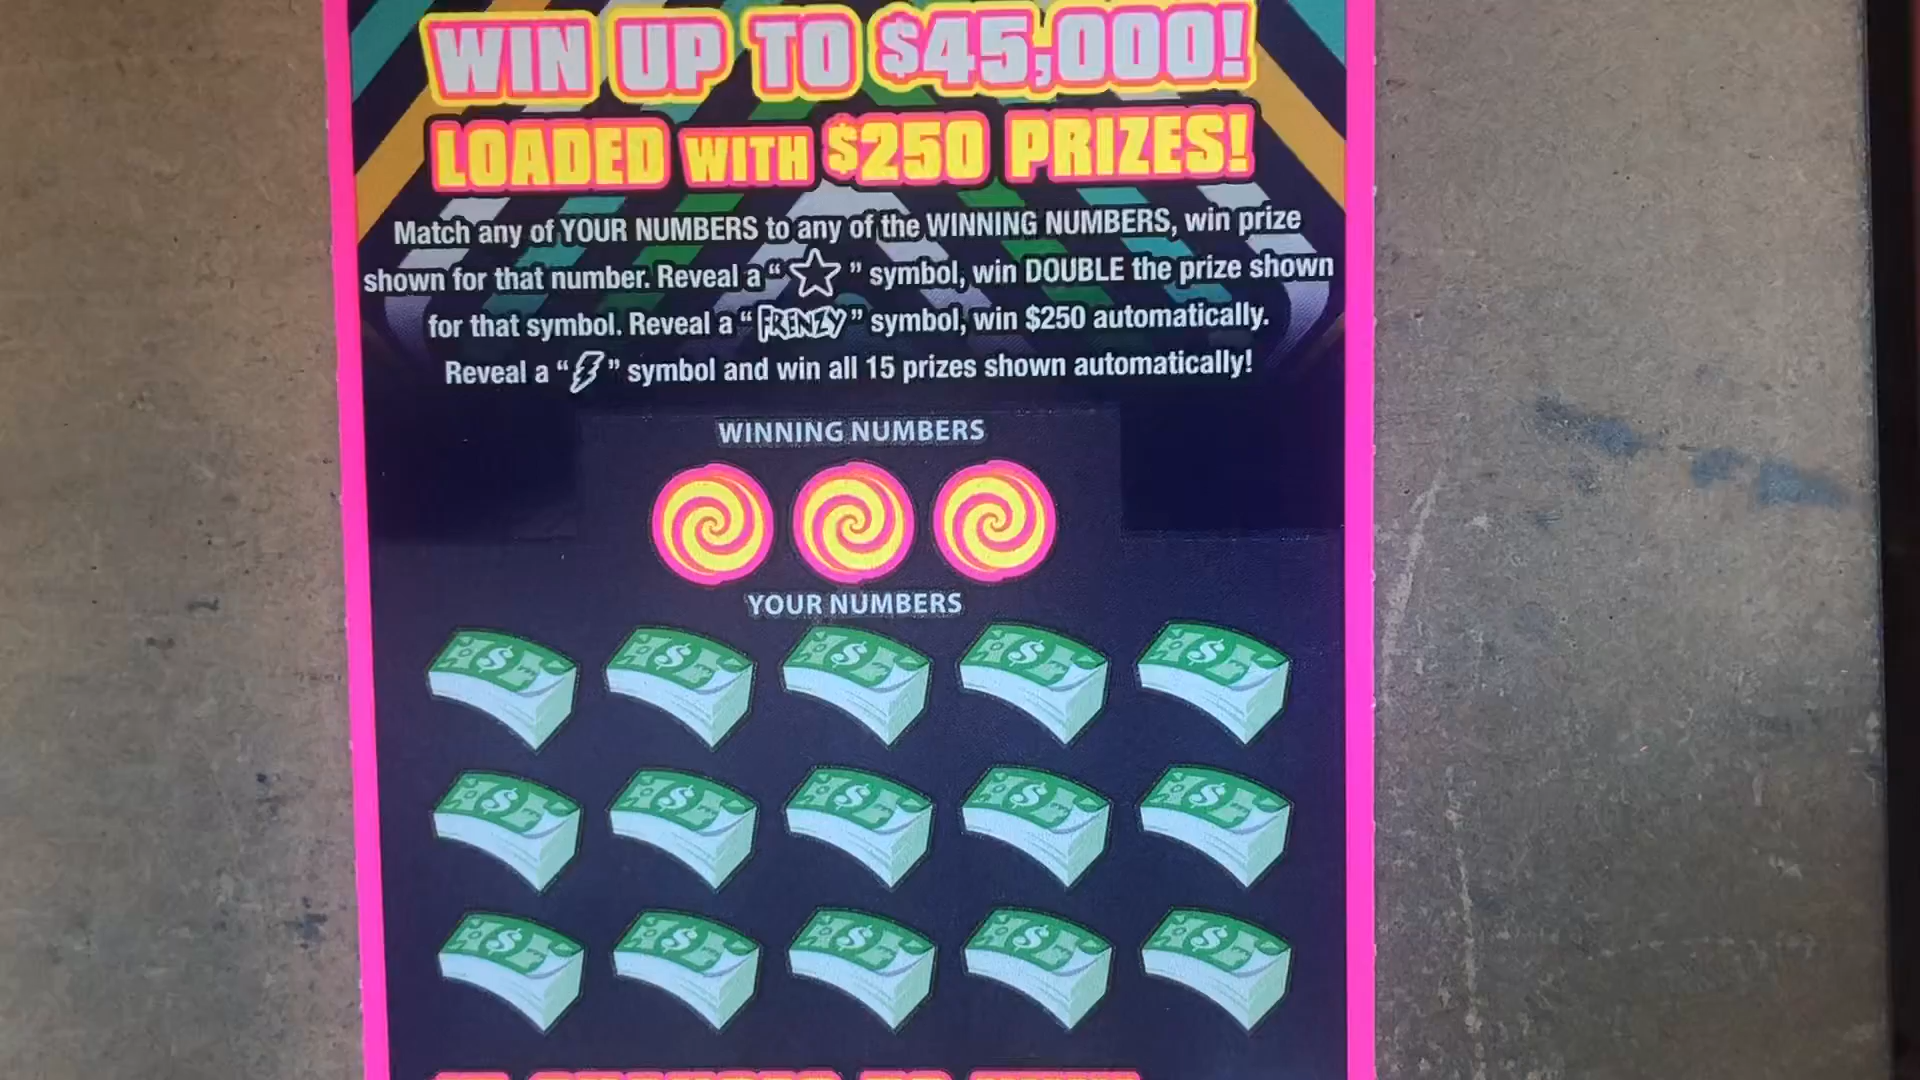 WIN UP TO $45,000!
LOADED WITH $250 PRIZES!
Match any of YOUR NUMBERS to any of the WINNING NUMBERS, win prize
shown for that number. Reveal a "☆" symbol, win DOUBLE the prize shown
for that symbol. Reveal a "FRENZY" symbol, win $250 automatically.
Reveal a "⚡" symbol and win all 15 prizes shown automatically!
WINNING NUMBERS
YOUR NUMBERS